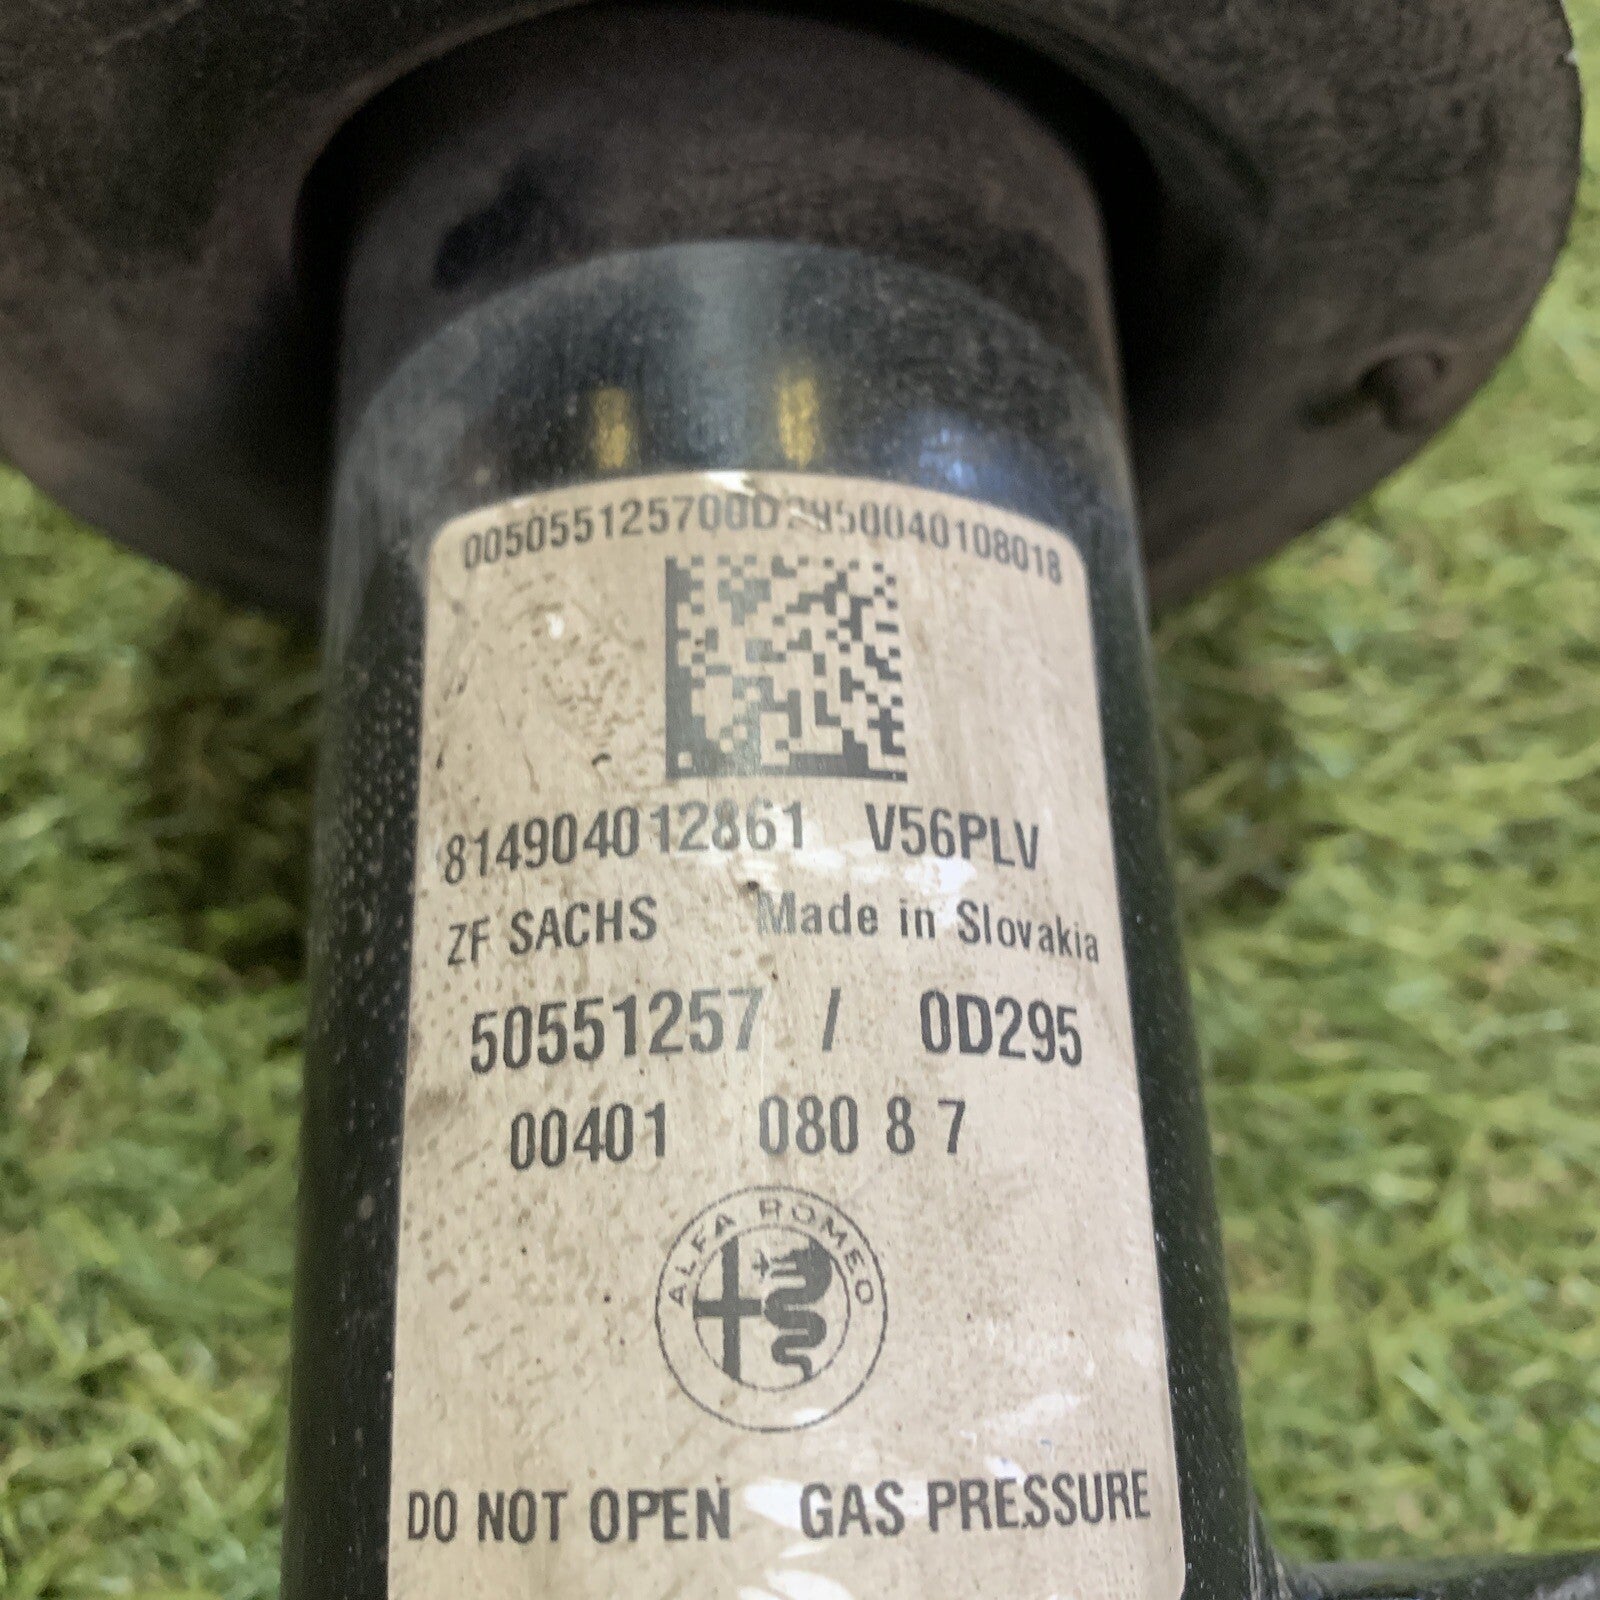 005055125700D2950040108018
814904012861 V56PLV
ZF SACHS Made in Slovakia
50551257 / 0D295
00401 080 8 7
ALFA ROMEO
DO NOT OPEN GAS PRESSURE